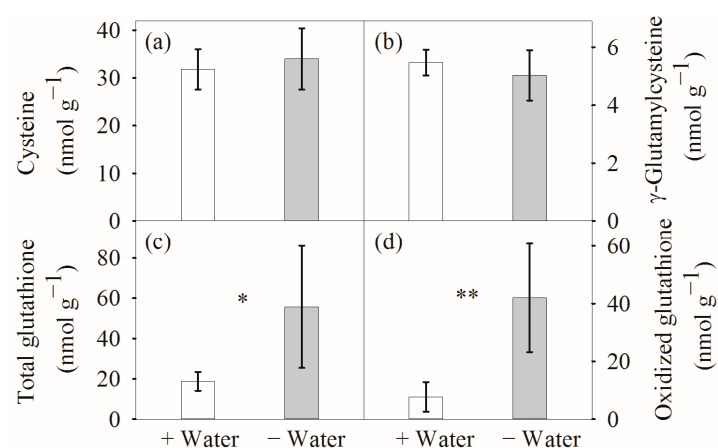 (a)
40
30
20
10
0
Cysteine
(nmol g⁻¹)
(b)
6
4
2
0
γ-Glutamylcysteine
(nmol g⁻¹)
(c)
80
60
40
20
0
Total glutathione
(nmol g⁻¹)
*
+ Water
− Water
(d)
60
40
20
0
Oxidized glutathione
(nmol g⁻¹)
**
+ Water
− Water